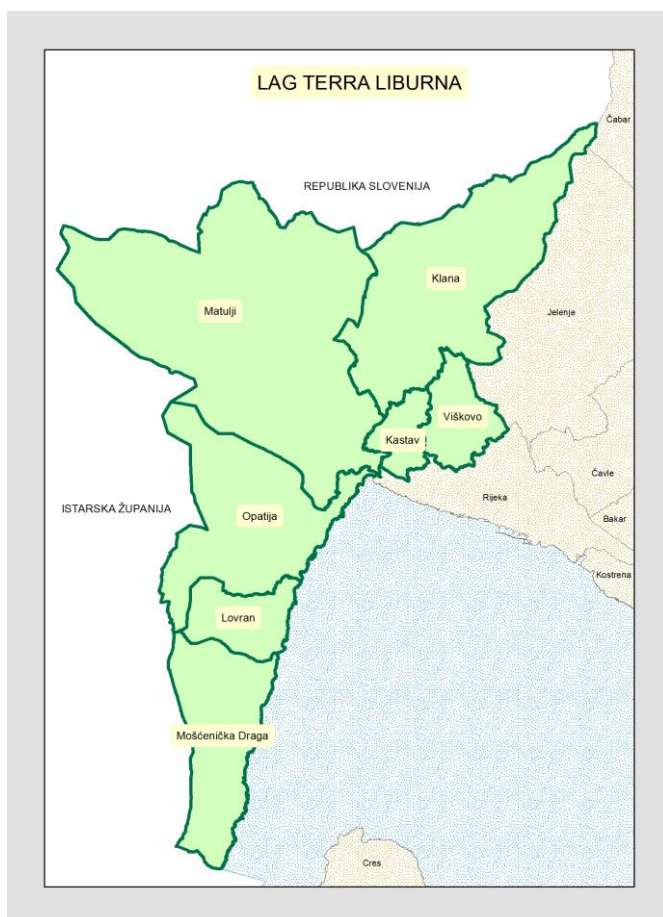 LAG TERRA LIBURNA
Čabar
REPUBLIKA SLOVENIJA
Klana
Matulji
Jelenje
Viškovo
Kastav
Čavle
Rijeka
ISTARSKA ŽUPANIJA
Opatija
Bakar
Kostrena
Lovran
Mošćenička Draga
Cres